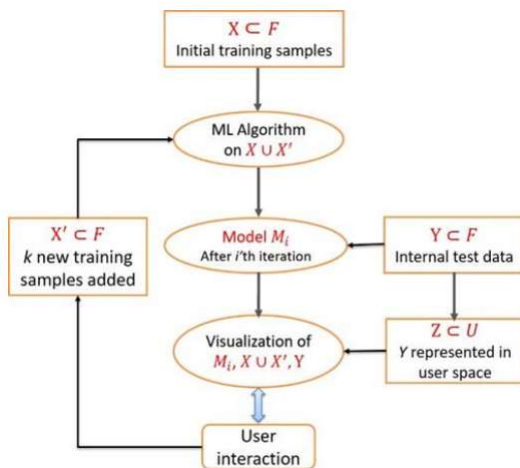 X ⊂ F
Initial training samples
ML Algorithm
on X ∪ X′
Model Mᵢ
After i'th iteration
X′ ⊂ F
k new training
samples added
Y ⊂ F
Internal test data
Visualization of
Mᵢ, X ∪ X′, Y
Z ⊂ U
Y represented in
user space
User
interaction